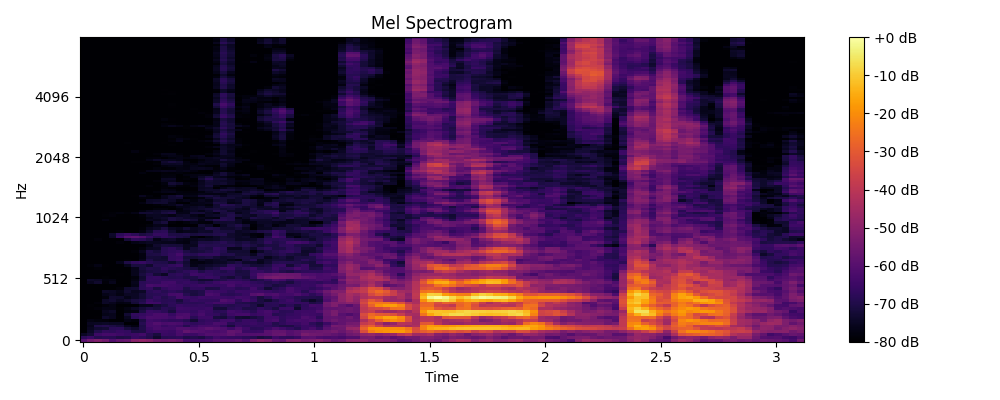 Mel Spectrogram
Hz
4096
2048
1024
512
0
0 0.5 1 1.5 2 2.5 3
Time
+0 dB
-10 dB
-20 dB
-30 dB
-40 dB
-50 dB
-60 dB
-70 dB
-80 dB